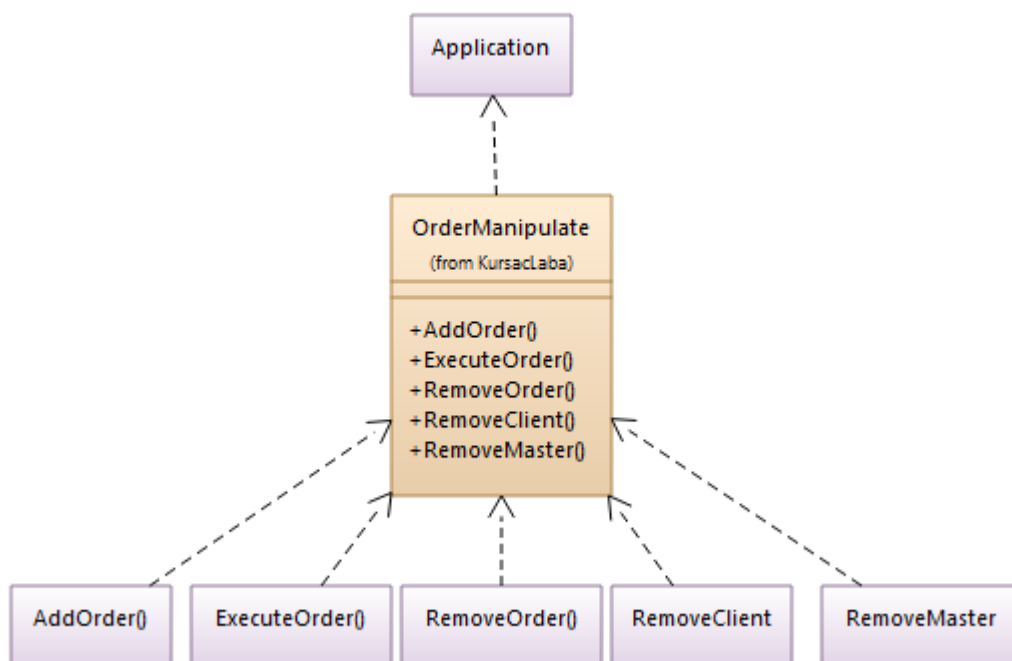 Application
OrderManipulate
(from KursacLaba)
+AddOrder()
+ExecuteOrder()
+RemoveOrder()
+RemoveClient()
+RemoveMaster()
AddOrder()
ExecuteOrder()
RemoveOrder()
RemoveClient
RemoveMaster